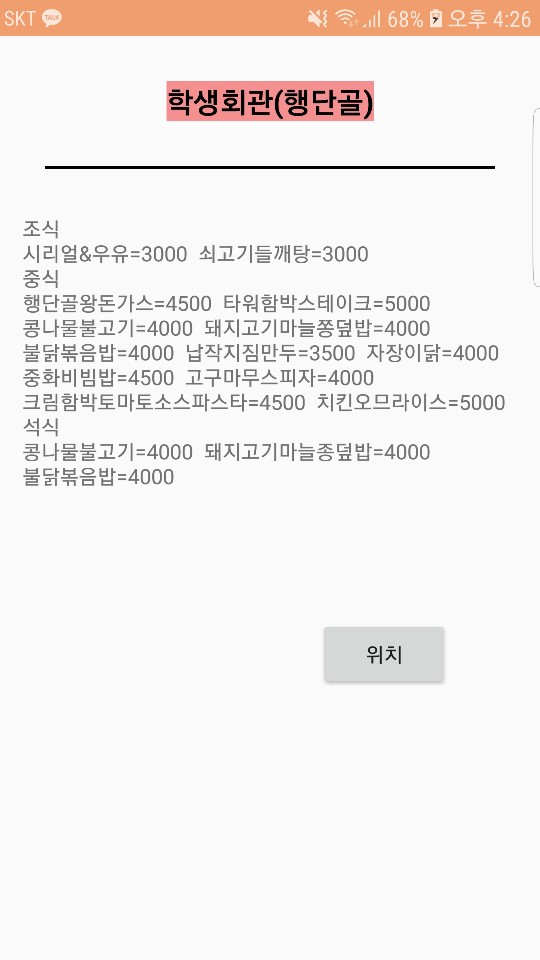 SKT TALK 68% 오후 4:26
학생회관(행단골)
조식
시리얼&우유=3000 쇠고기들깨탕=3000
중식
행단골왕돈가스=4500 타워함박스테이크=5000
콩나물불고기=4000 돼지고기마늘쫑덮밥=4000
불닭볶음밥=4000 납작지짐만두=3500 자장이닭=4000
중화비빔밥=4500 고구마무스피자=4000
크림함박토마토소스파스타=4500 치킨오므라이스=5000
석식
콩나물불고기=4000 돼지고기마늘종덮밥=4000
불닭볶음밥=4000
위치